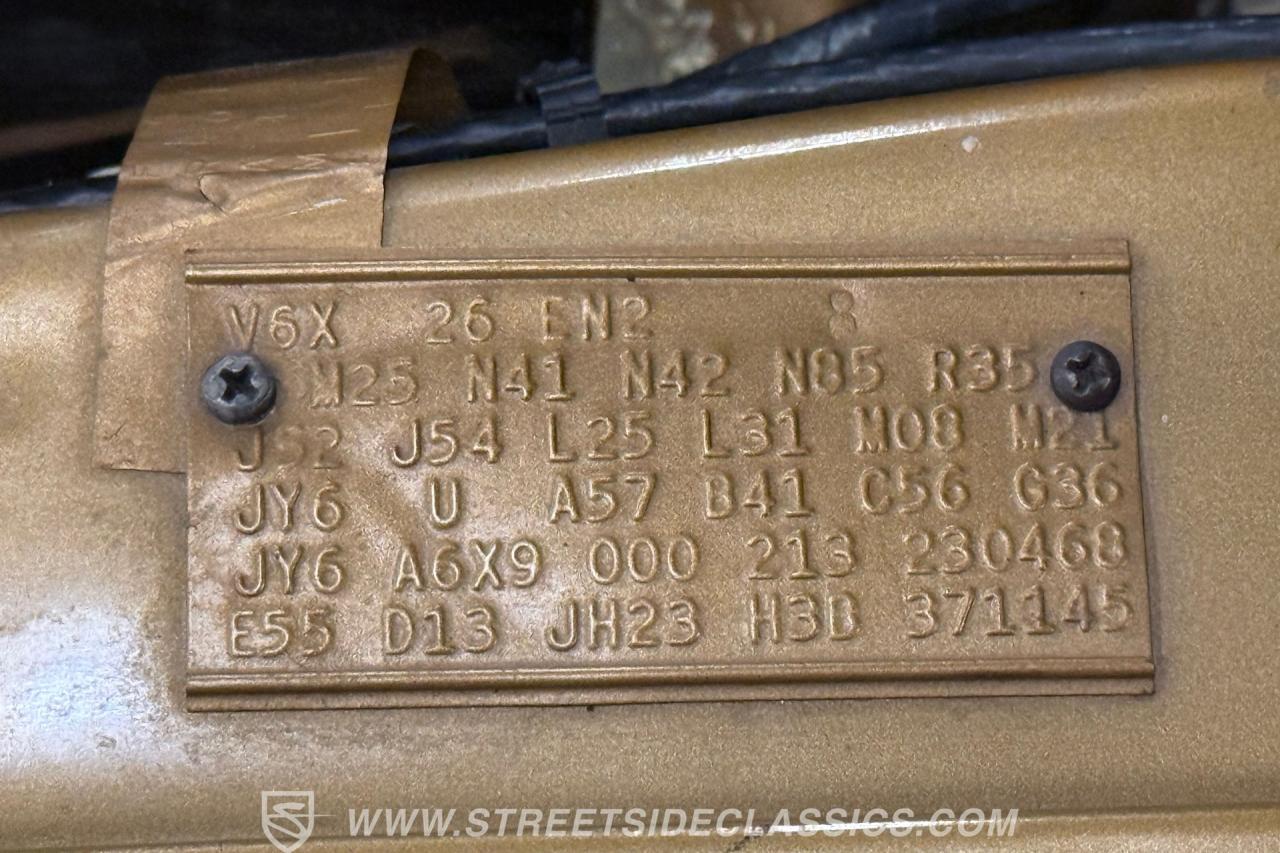 V6X 26 EN2 8
M25 N41 N42 N85 R35
J52 J54 L25 L31 M08 M21
JY6 U A57 B41 C56 G36
JY6 A6X9 000 213 230468
E55 D13 JH23 H3B 371145
WWW.STREETSIDECLASSICS.COM